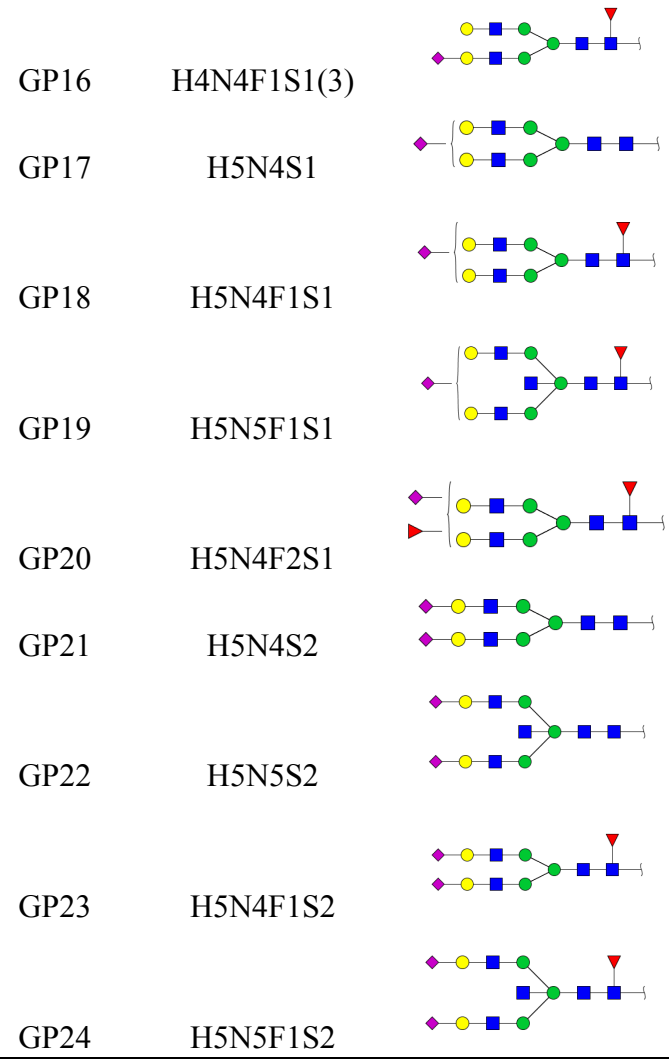 GP16 H4N4F1S1(3)
GP17 H5N4S1
GP18 H5N4F1S1
GP19 H5N5F1S1
GP20 H5N4F2S1
GP21 H5N4S2
GP22 H5N5S2
GP23 H5N4F1S2
GP24 H5N5F1S2